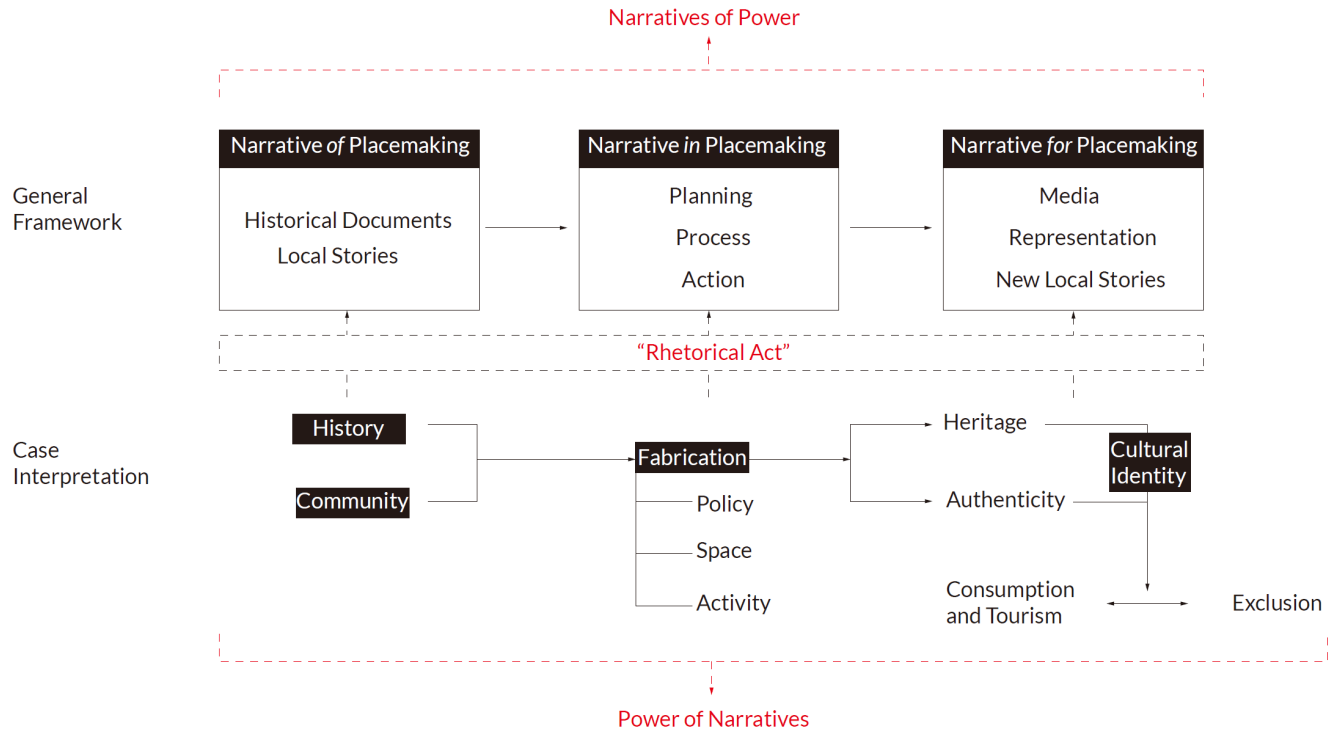 Narratives of Power
Narrative of Placemaking
Narrative in Placemaking
Narrative for Placemaking
General
Framework
Historical Documents
Local Stories
Planning
Process
Action
Media
Representation
New Local Stories
“Rhetorical Act”
Case
Interpretation
History
Community
Fabrication
Policy
Space
Activity
Heritage
Authenticity
Cultural
Identity
Consumption
and Tourism
Exclusion
Power of Narratives